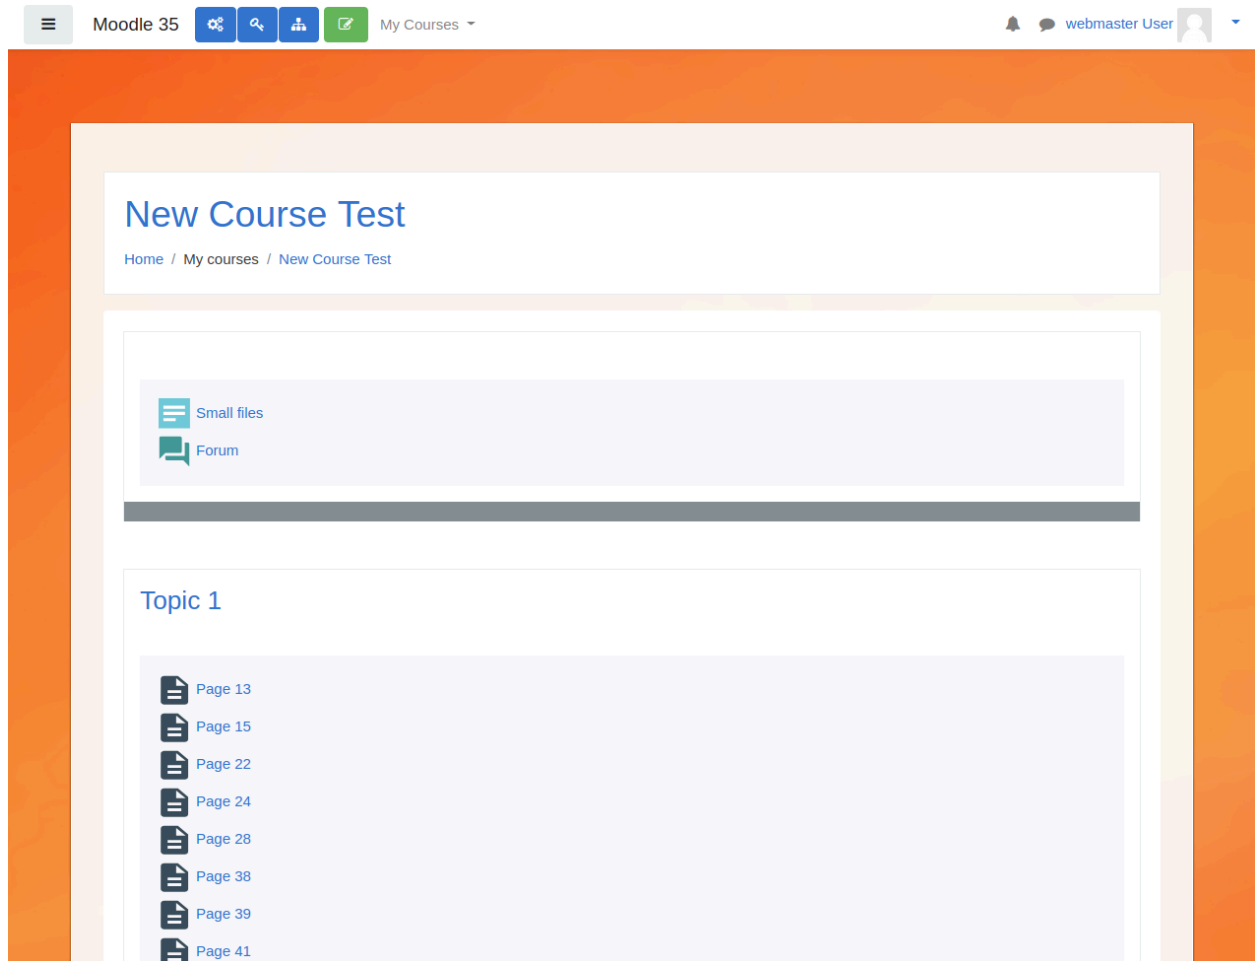 Moodle 35 My Courses webmaster User
New Course Test
Home / My courses / New Course Test
Small files
Forum
Topic 1
Page 13
Page 15
Page 22
Page 24
Page 28
Page 38
Page 39
Page 41